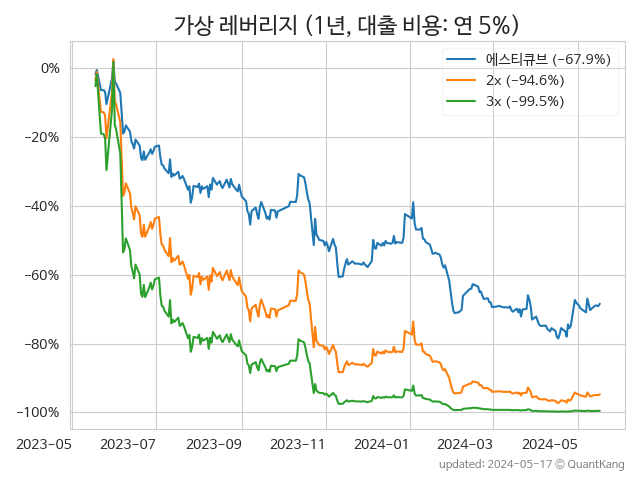 가상 레버리지 (1년, 대출 비용: 연 5%)
에스티큐브 (−67.9%)
2x (−94.6%)
3x (−99.5%)
0%
−20%
−40%
−60%
−80%
−100%
2023−05 2023−07 2023−09 2023−11 2024−01 2024−03 2024−05
updated: 2024-05-17 © QuantKang